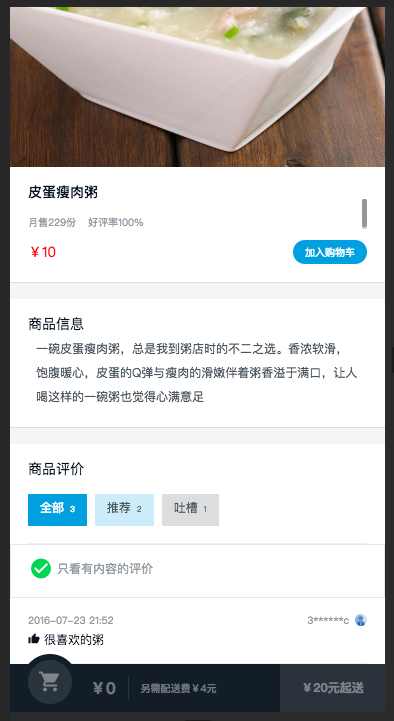 皮蛋瘦肉粥
月售229份 好评率100%
￥10 加入购物车
商品信息
一碗皮蛋瘦肉粥，总是我到粥店时的不二之选。香浓软滑，
饱腹暖心，皮蛋的Q弹与瘦肉的滑嫩伴着粥香溢于满口，让人
喝这样的一碗粥也觉得心满意足
商品评价
全部 3 推荐 2 吐槽 1
只看有内容的评价
2016-07-23 21:52 3******c
很喜欢的粥
￥0 另需配送费￥4元 ￥20元起送